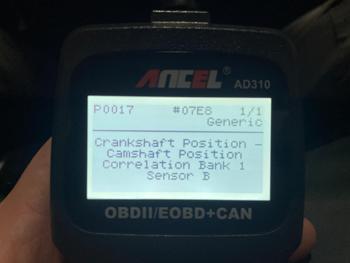 ANCEL®
AD310
P0017 #07E8 1/1
Generic
Crankshaft Position -
Camshaft Position
Correlation Bank 1
Sensor B
OBDII/EOBD+CAN